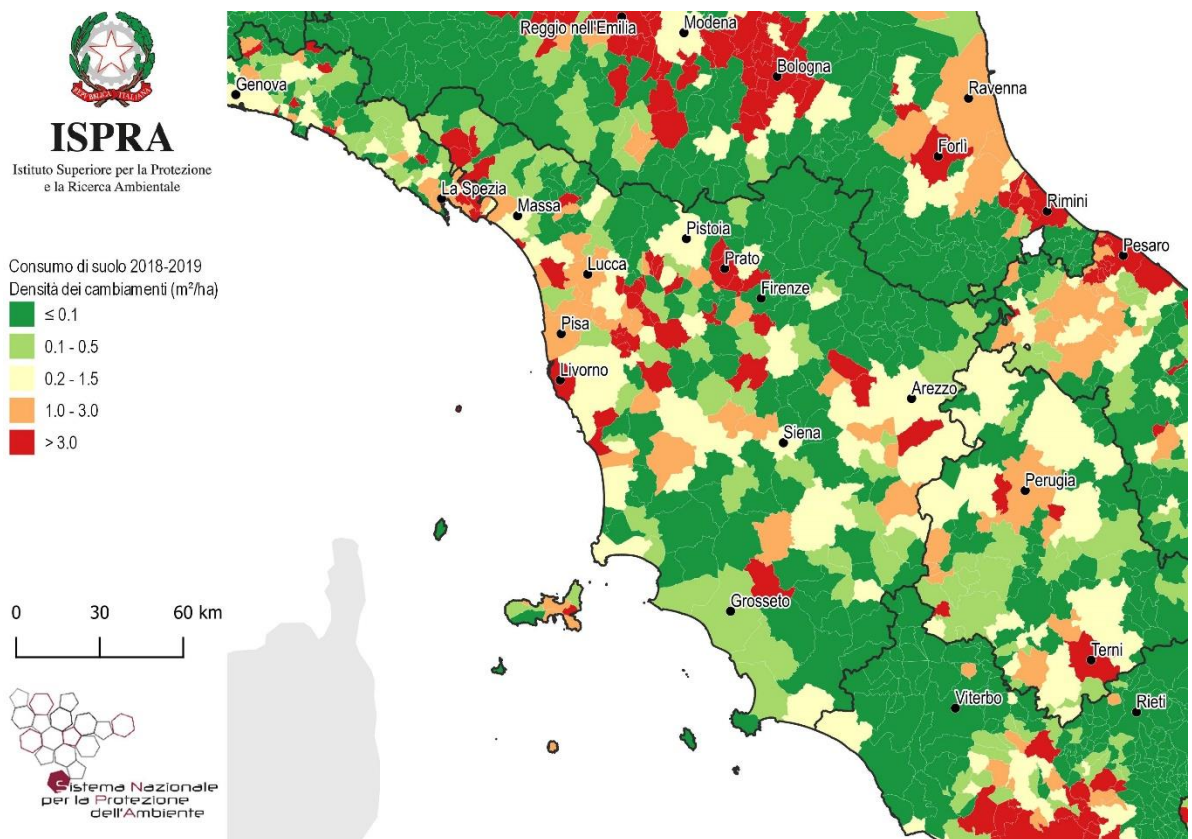 REPUBBLICA ITALIANA
ISPRA
Istituto Superiore per la Protezione
e la Ricerca Ambientale
Consumo di suolo 2018-2019
Densità dei cambiamenti (m²/ha)
≤ 0.1
0.1 - 0.5
0.2 - 1.5
1.0 - 3.0
> 3.0
0 30 60 km
Sistema Nazionale
per la Protezione
dell'Ambiente
Reggio nell'Emilia
Modena
Bologna
Genova
Ravenna
Forlì
La Spezia
Massa
Rimini
Pistoia
Pesaro
Prato
Lucca
Firenze
Pisa
Livorno
Arezzo
Siena
Perugia
Grosseto
Terni
Viterbo
Rieti